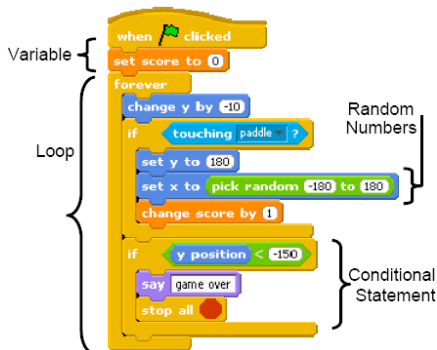 when clicked
Variable
set score to 0
forever
change y by -10
Random
Numbers
if touching paddle ?
Loop
set y to 180
set x to pick random -180 to 180
change score by 1
if y position < -150
Conditional
Statement
say game over
stop all